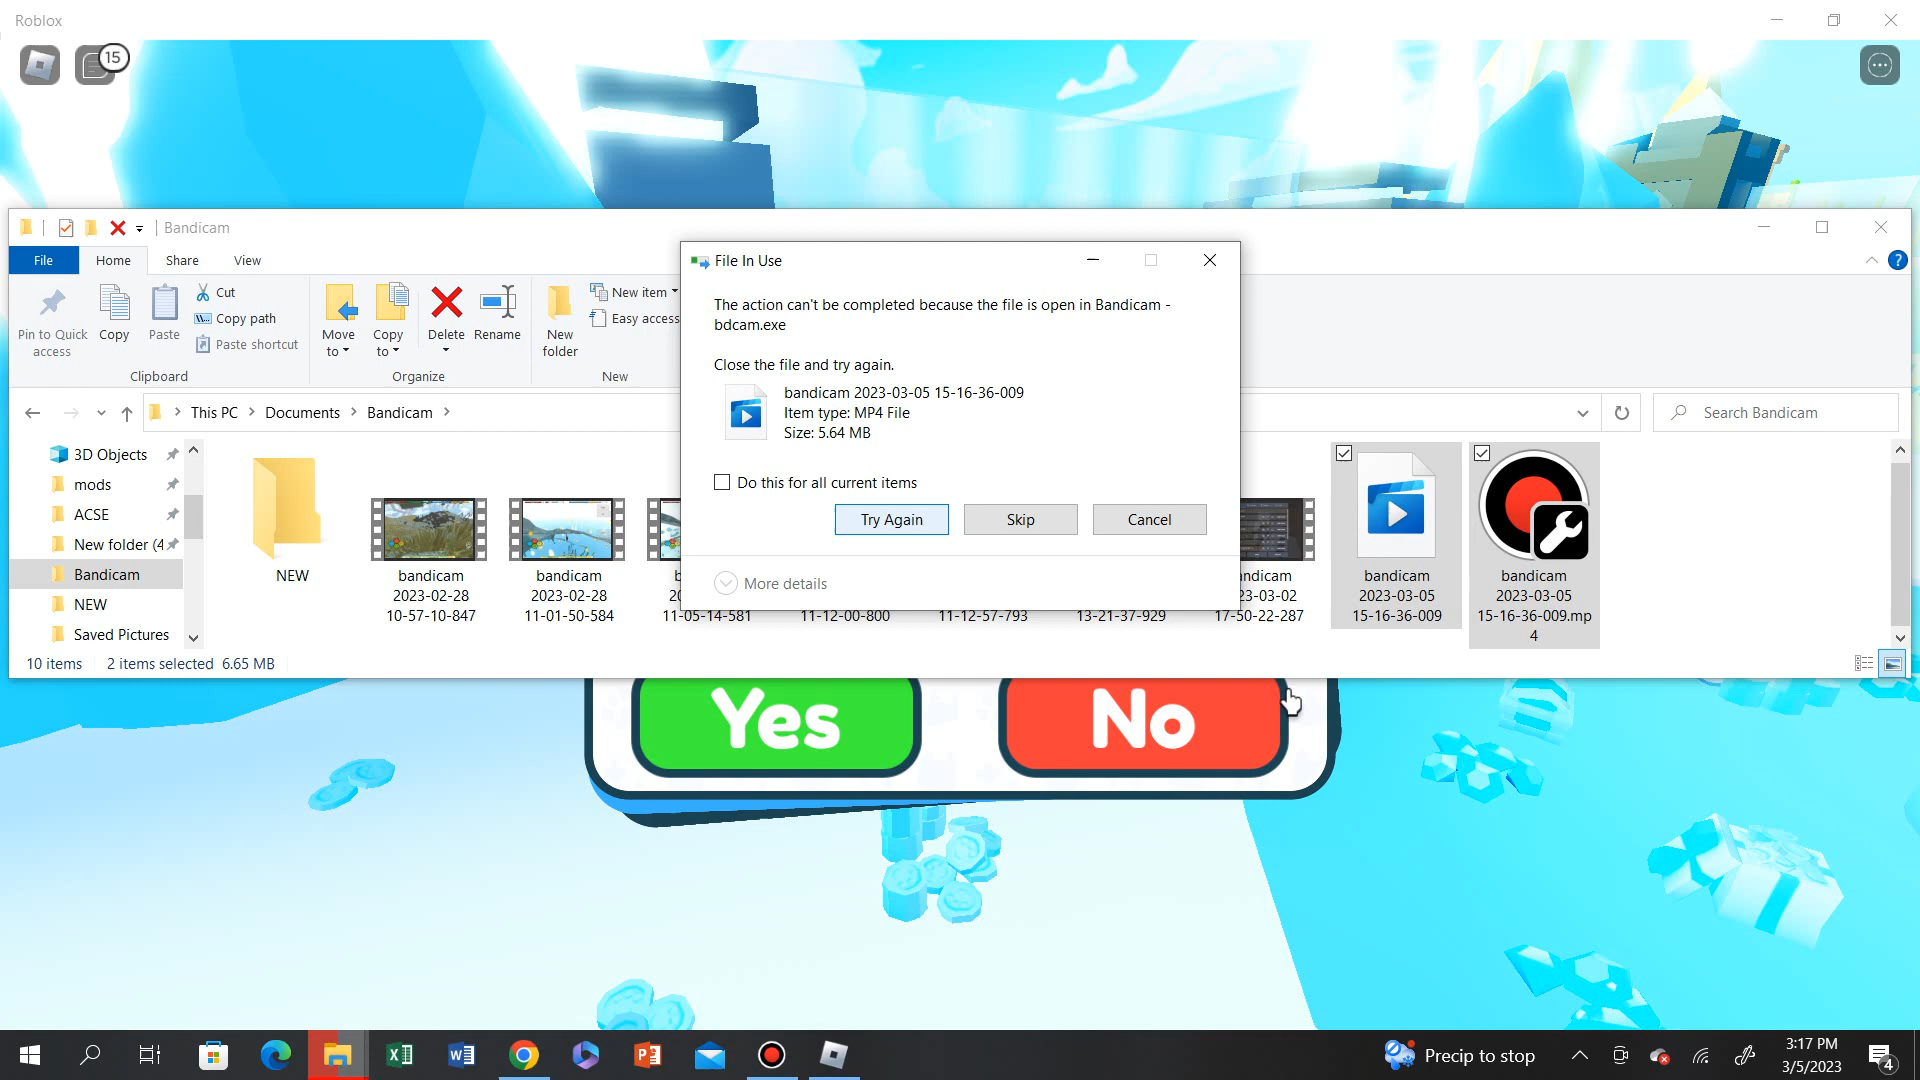 Roblox
15
Bandicam
File
Home
Share
View
Pin to Quick
access
Copy
Paste
Cut
Copy path
Paste shortcut
Clipboard
Move
to
Copy
to
Delete
Rename
Organize
New
folder
New item
Easy access
New
This PC
Documents
Bandicam
Search Bandicam
3D Objects
mods
ACSE
New folder (4
Bandicam
NEW
Saved Pictures
NEW
bandicam
2023-02-28
10-57-10-847
bandicam
2023-02-28
11-01-50-584
11-05-14-581
11-12-00-800
11-12-57-793
13-21-37-929
andicam
23-03-02
17-50-22-287
bandicam
2023-03-05
15-16-36-009
bandicam
2023-03-05
15-16-36-009.mp
4
10 items
2 items selected 6.65 MB
File In Use
The action can't be completed because the file is open in Bandicam -
bdcam.exe
Close the file and try again.
bandicam 2023-03-05 15-16-36-009
Item type: MP4 File
Size: 5.64 MB
Do this for all current items
Try Again
Skip
Cancel
More details
Yes
No
Precip to stop
3:17 PM
3/5/2023
4